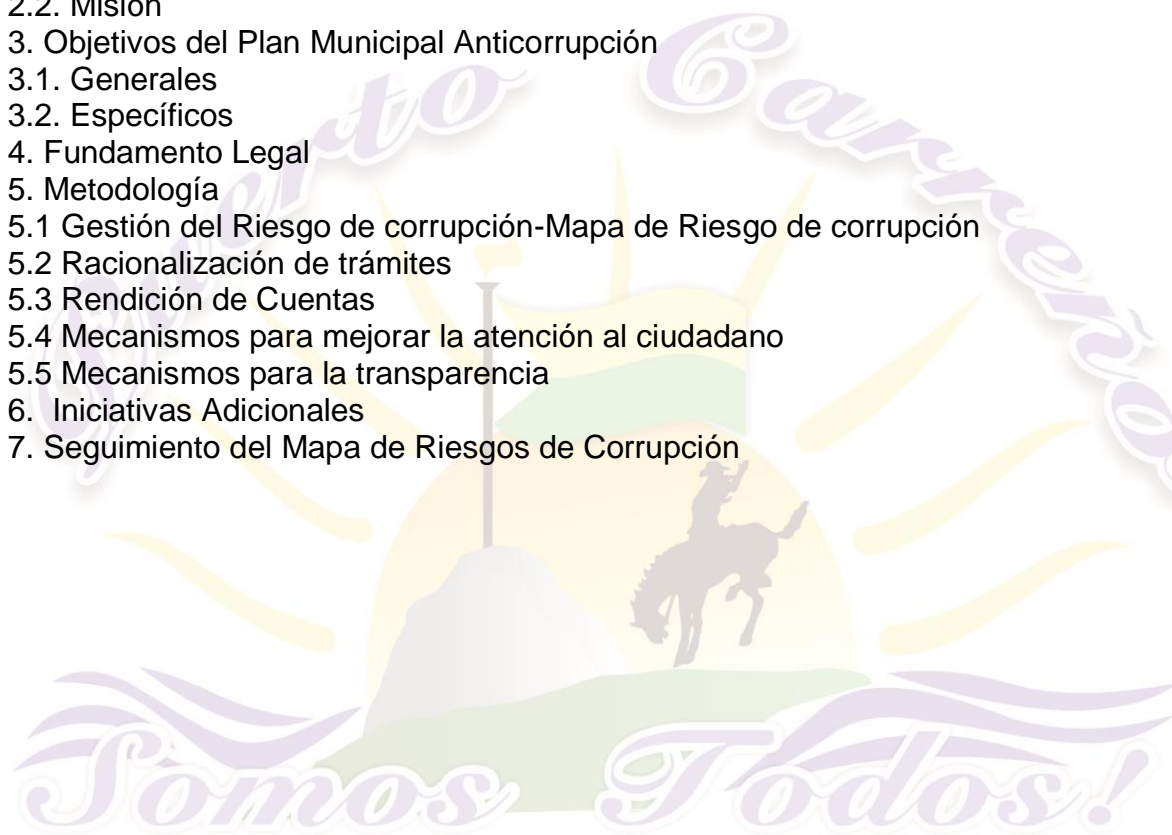 2.2. Misión
3. Objetivos del Plan Municipal Anticorrupción
3.1. Generales
3.2. Específicos
4. Fundamento Legal
5. Metodología
5.1 Gestión del Riesgo de corrupción-Mapa de Riesgo de corrupción
5.2 Racionalización de trámites
5.3 Rendición de Cuentas
5.4 Mecanismos para mejorar la atención al ciudadano
5.5 Mecanismos para la transparencia
6. Iniciativas Adicionales
7. Seguimiento del Mapa de Riesgos de Corrupción
Puerto Carreño
Somos Todos!